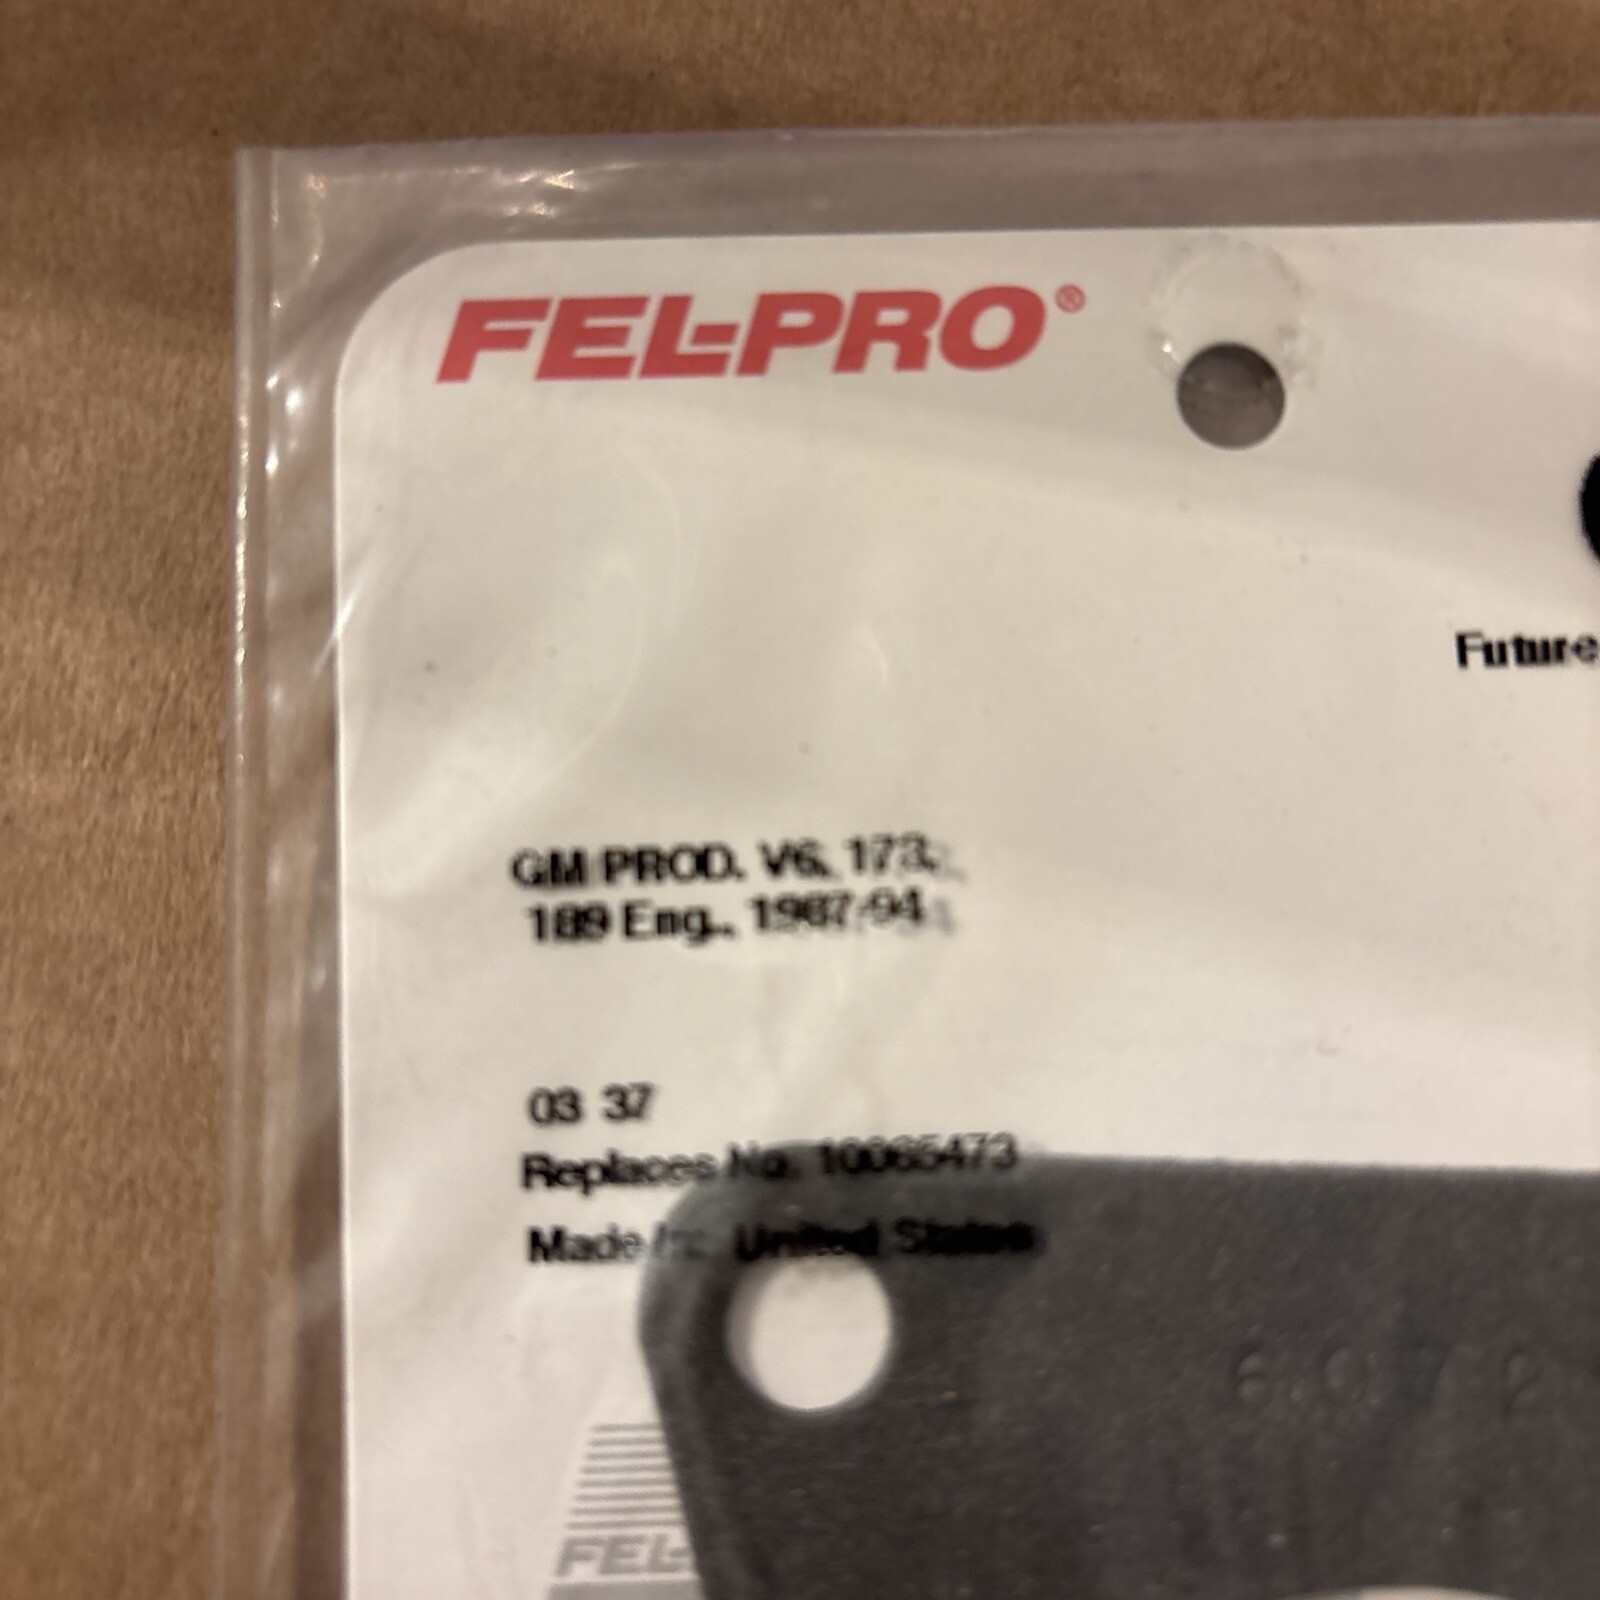 FEL-PRO®
Future
GM PROD. V6, 173,
189 Eng., 1987-94
03 37
Replaces No. 10065473
Made In: United States
FEL-